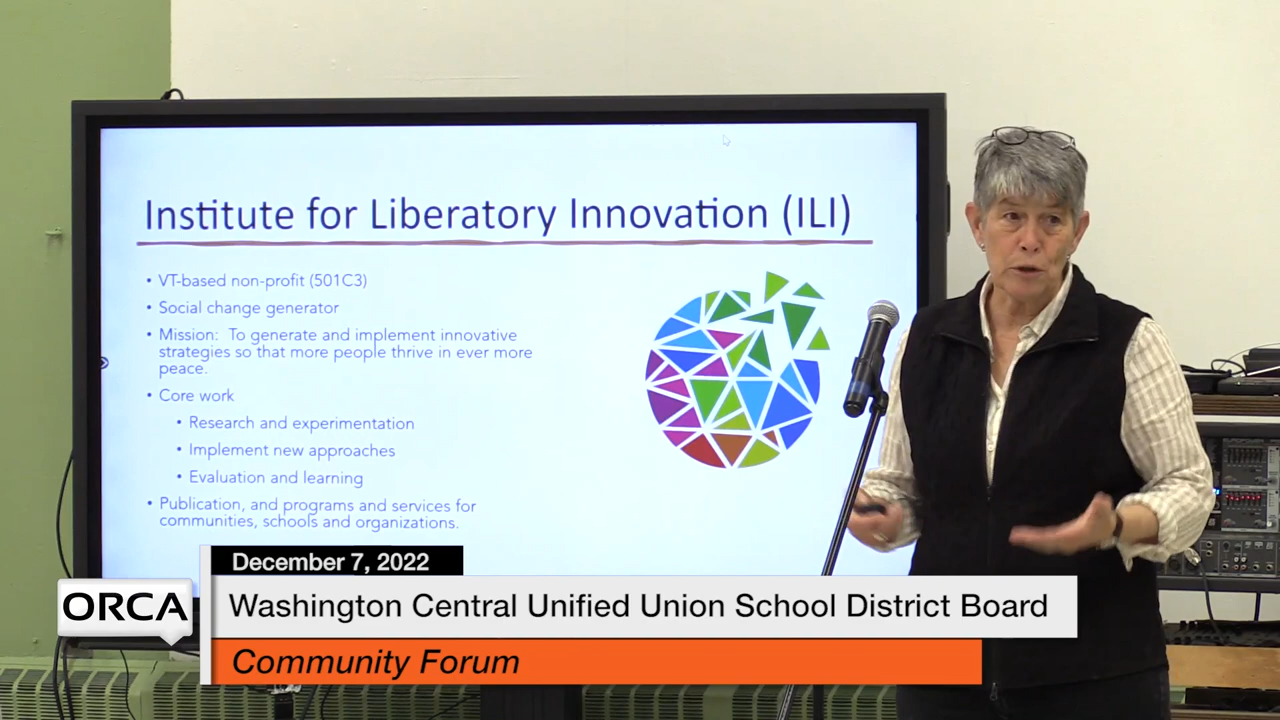 Institute for Liberatory Innovation (ILI)
• VT-based non-profit (501C3)
• Social change generator
• Mission: To generate and implement innovative
strategies so that more people thrive in ever more
peace.
• Core work
• Research and experimentation
• Implement new approaches
• Evaluation and learning
• Publication, and programs and services for
communities, schools and organizations.
December 7, 2022
ORCA
Washington Central Unified Union School District Board
Community Forum